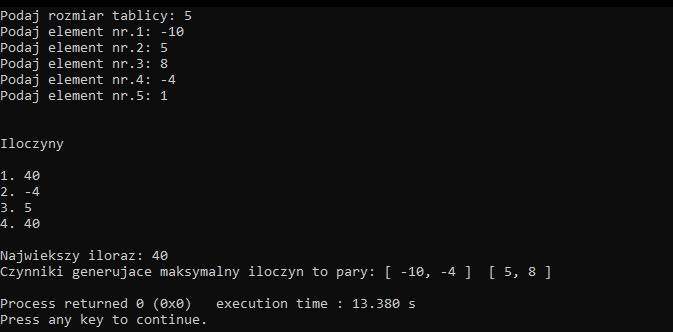 Podaj rozmiar tablicy: 5
Podaj element nr.1: -10
Podaj element nr.2: 5
Podaj element nr.3: 8
Podaj element nr.4: -4
Podaj element nr.5: 1
Iloczyny
1. 40
2. -4
3. 5
4. 40
Najwiekszy iloraz: 40
Czynniki generujace maksymalny iloczyn to pary: [ -10, -4 ]  [ 5, 8 ]
Process returned 0 (0x0)   execution time : 13.380 s
Press any key to continue.